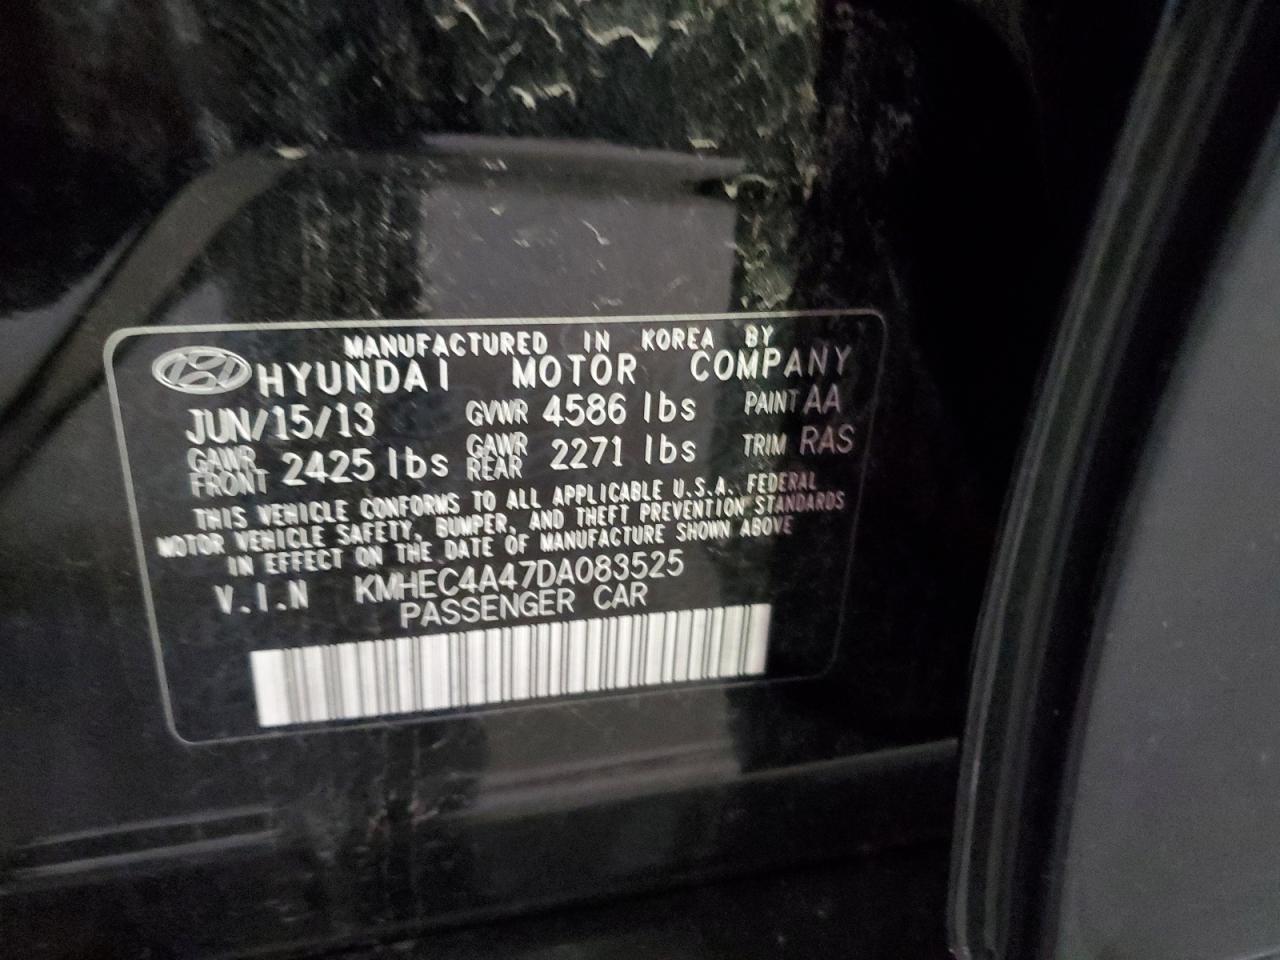 MANUFACTURED IN KOREA BY
HYUNDAI MOTOR COMPANY
JUN/15/13 GVWR 4586 lbs PAINT AA
GAWR FRONT 2425 lbs GAWR REAR 2271 lbs TRIM RAS
THIS VEHICLE CONFORMS TO ALL APPLICABLE U.S.A. FEDERAL
MOTOR VEHICLE SAFETY, BUMPER, AND THEFT PREVENTION STANDARDS
IN EFFECT ON THE DATE OF MANUFACTURE SHOWN ABOVE
V.I.N KMHEC4A47DA083525
PASSENGER CAR